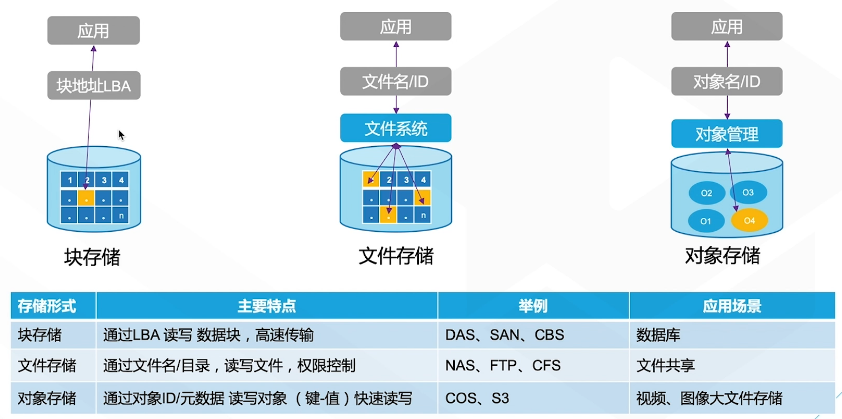 应用
块地址LBA
1 2 3 4
. . . .
. . . n
块存储
应用
文件名/ID
文件系统
2 3 4
. . . .
. . . n
文件存储
应用
对象名/ID
对象管理
O2 O3
O1 O4
对象存储
存储形式 主要特点 举例 应用场景
块存储 通过LBA 读写 数据块，高速传输 DAS、SAN、CBS 数据库
文件存储 通过文件名/目录，读写文件，权限控制 NAS、FTP、CFS 文件共享
对象存储 通过对象ID/元数据 读写对象 （键-值）快速读写 COS、S3 视频、图像大文件存储